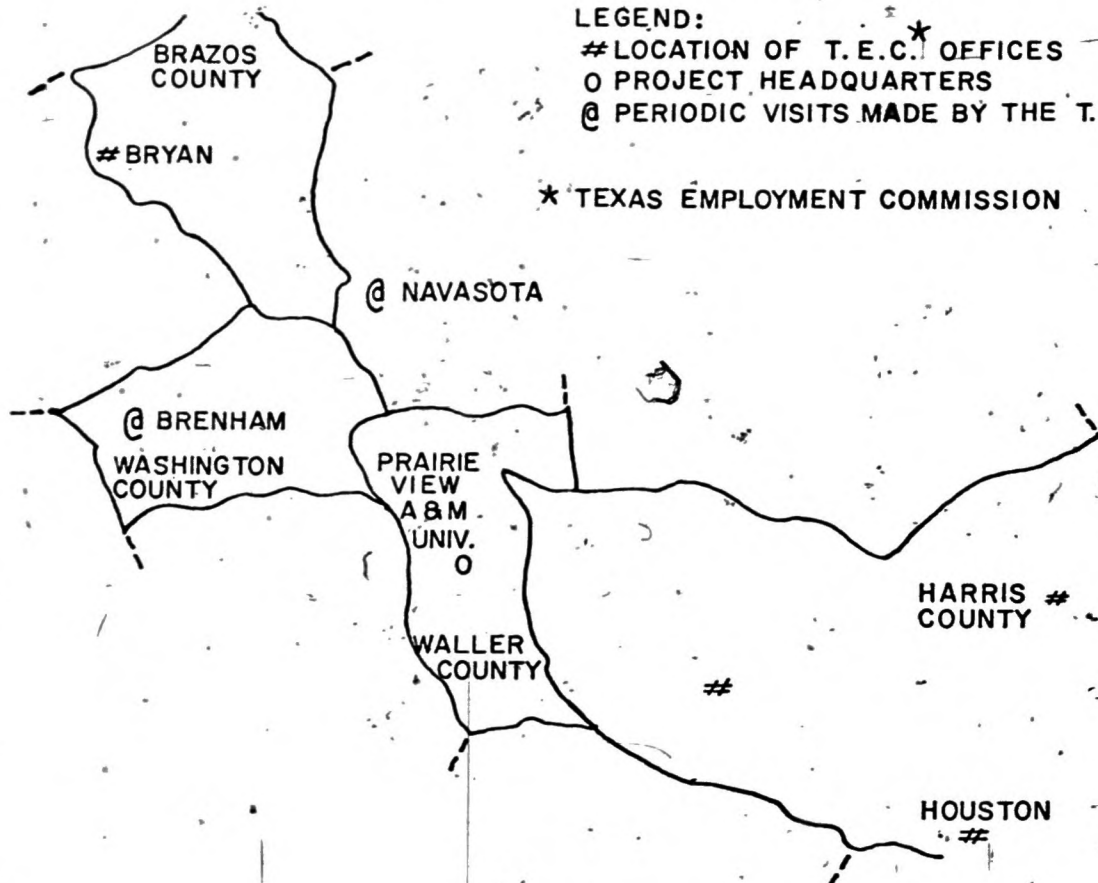 LEGEND:
# LOCATION OF T.E.C.* OFFICES
O PROJECT HEADQUARTERS
@ PERIODIC VISITS MADE BY THE T.
* TEXAS EMPLOYMENT COMMISSION
BRAZOS
COUNTY
# BRYAN
@ NAVASOTA
@ BRENHAM
WASHINGTON
COUNTY
PRAIRIE
VIEW
A & M
UNIV.
O
WALLER
COUNTY
HARRIS #
COUNTY
#
HOUSTON
#